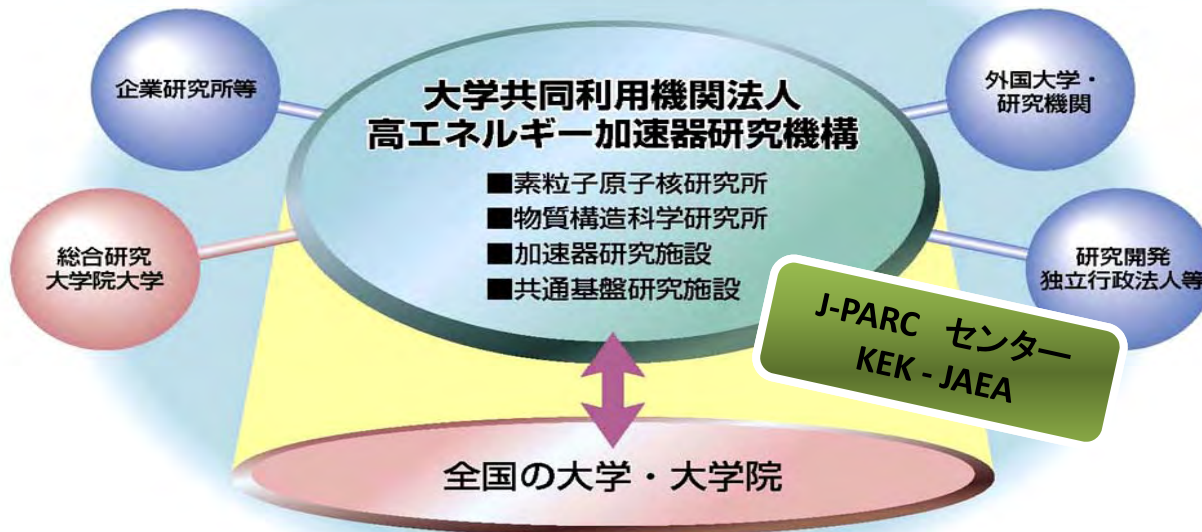 企業研究所等
大学共同利用機関法人
高エネルギー加速器研究機構
■素粒子原子核研究所
■物質構造科学研究所
■加速器研究施設
■共通基盤研究施設
外国大学・
研究機関
総合研究
大学院大学
研究開発
独立行政法人等
J-PARC センター
KEK - JAEA
全国の大学・大学院